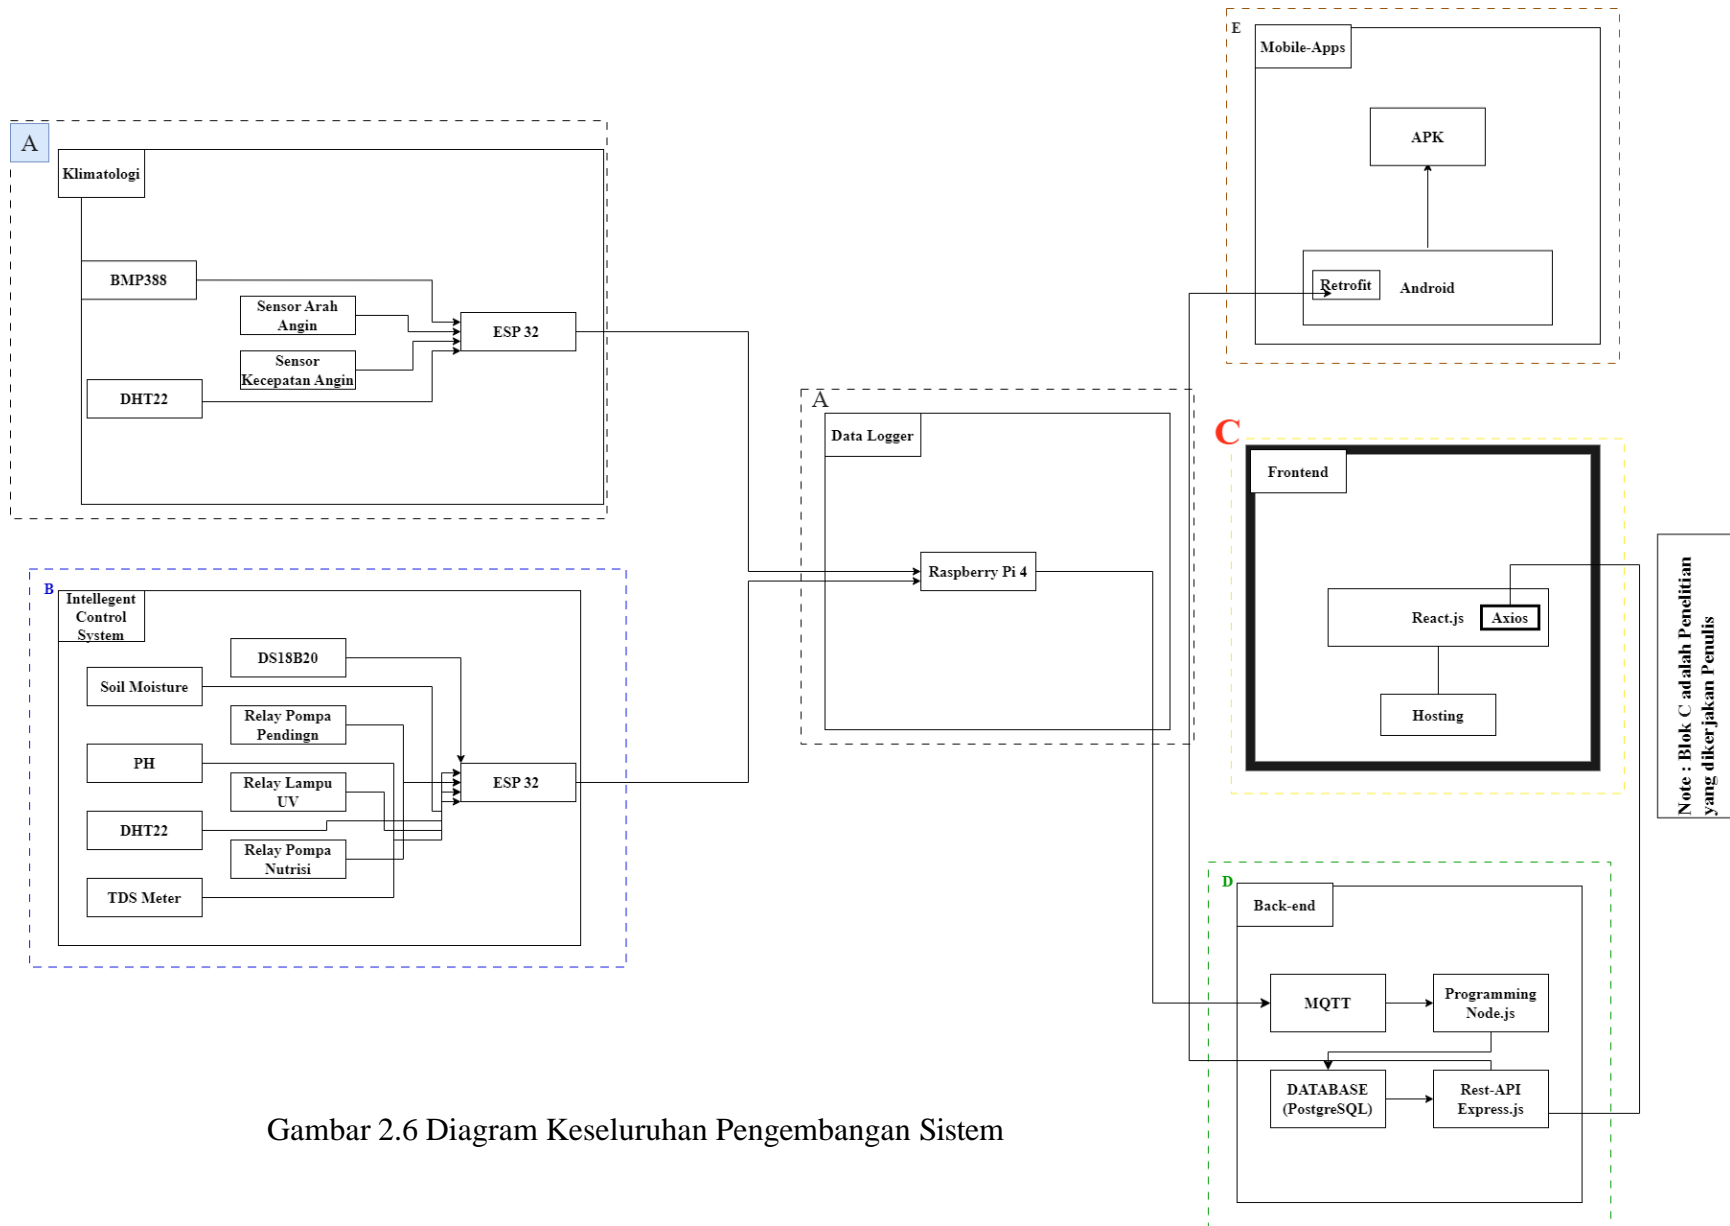 A
Klimatologi
BMP388
Sensor Arah
Angin
Sensor
Kecepatan Angin
DHT22
ESP 32
B
Intellegent
Control
System
DS18B20
Soil Moisture
Relay Pompa
Pendingn
PH
Relay Lampu
UV
DHT22
Relay Pompa
Nutrisi
TDS Meter
ESP 32
A
Data Logger
Raspberry Pi 4
E
Mobile-Apps
APK
Retrofit
Android
C
Frontend
React.js
Axios
Hosting
Note : Blok C adalah Penelitian
yang dikerjakan Penulis
D
Back-end
MQTT
Programming
Node.js
DATABASE
(PostgreSQL)
Rest-API
Express.js
Gambar 2.6 Diagram Keseluruhan Pengembangan Sistem